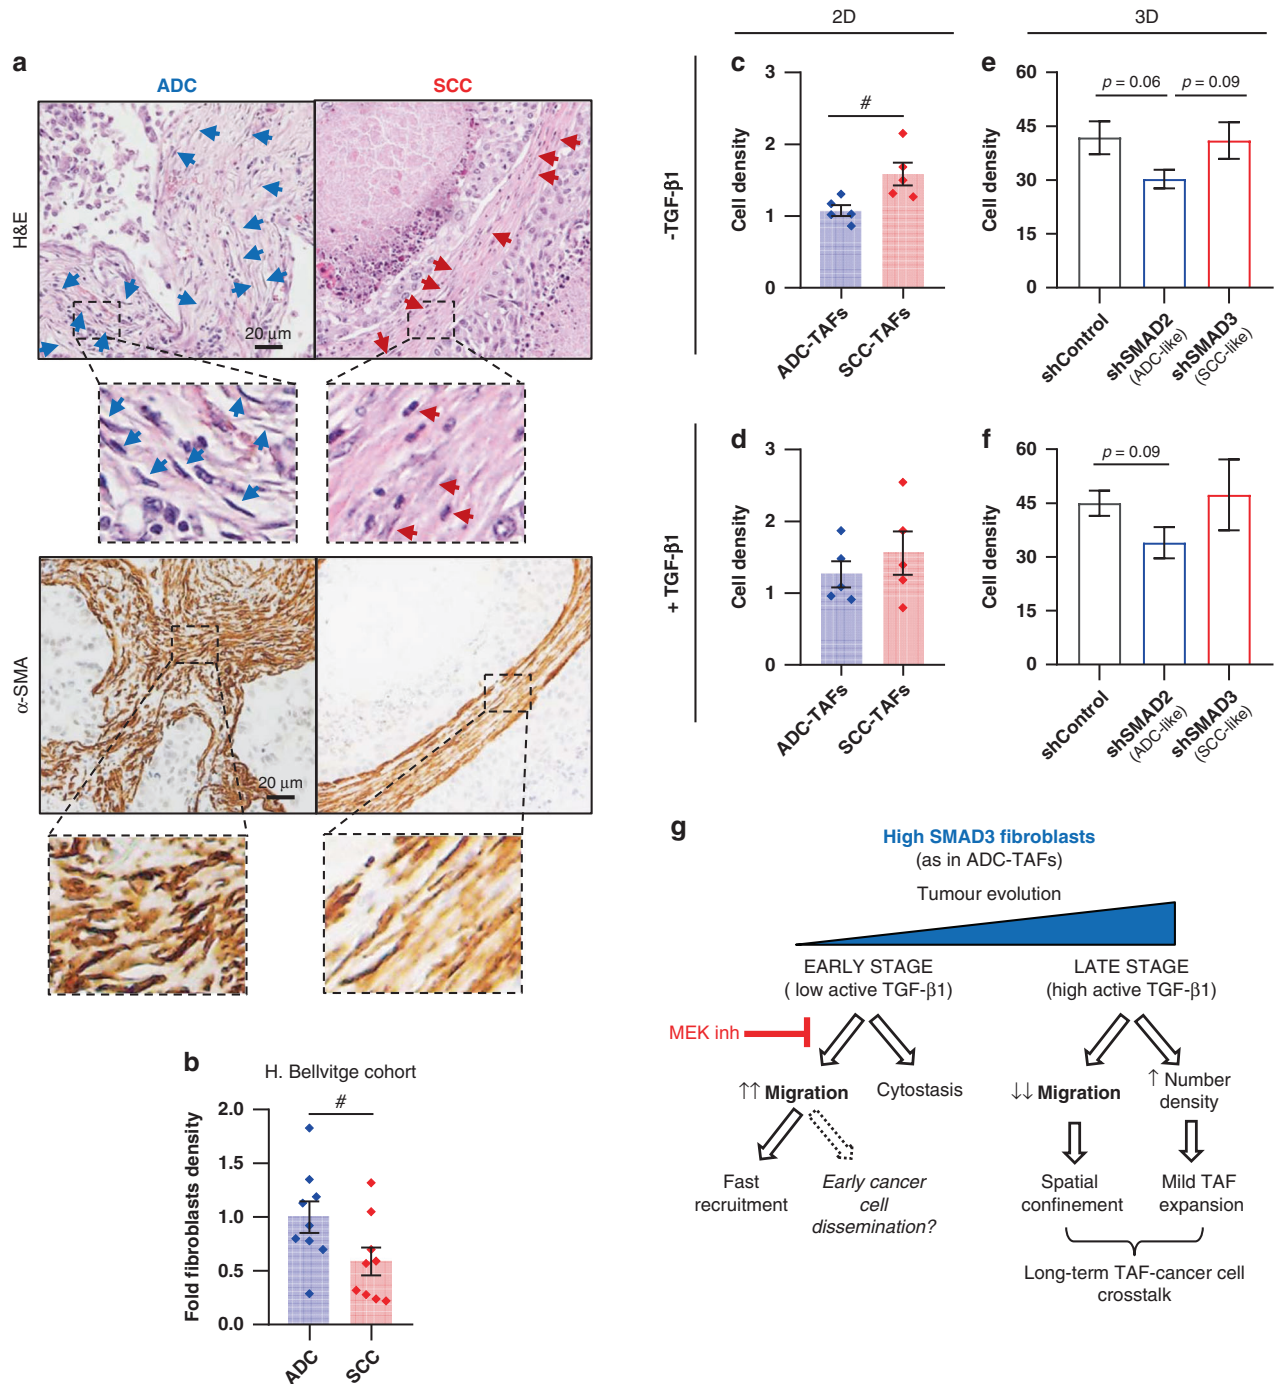 a
ADC
SCC
H&E
20 μm
α-SMA
20 μm
b
H. Bellvitge cohort
#
Fold fibroblasts density
2.0
1.5
1.0
0.5
0.0
ADC
SCC
2D
3D
-TGF-β1
+ TGF-β1
c
#
Cell density
3
2
1
0
ADC-TAFs
SCC-TAFs
e
p = 0.06
p = 0.09
Cell density
60
45
30
15
0
shControl
shSMAD2
(ADC-like)
shSMAD3
(SCC-like)
d
Cell density
3
2
1
0
ADC-TAFs
SCC-TAFs
f
p = 0.09
Cell density
60
45
30
15
0
shControl
shSMAD2
(ADC-like)
shSMAD3
(SCC-like)
g
High SMAD3 fibroblasts
(as in ADC-TAFs)
Tumour evolution
EARLY STAGE
( low active TGF-β1)
LATE STAGE
(high active TGF-β1)
MEK inh
↑↑ Migration
Cytostasis
↓↓ Migration
↑ Number
density
Fast
recruitment
Early cancer
cell
dissemination?
Spatial
confinement
Mild TAF
expansion
Long-term TAF-cancer cell
crosstalk